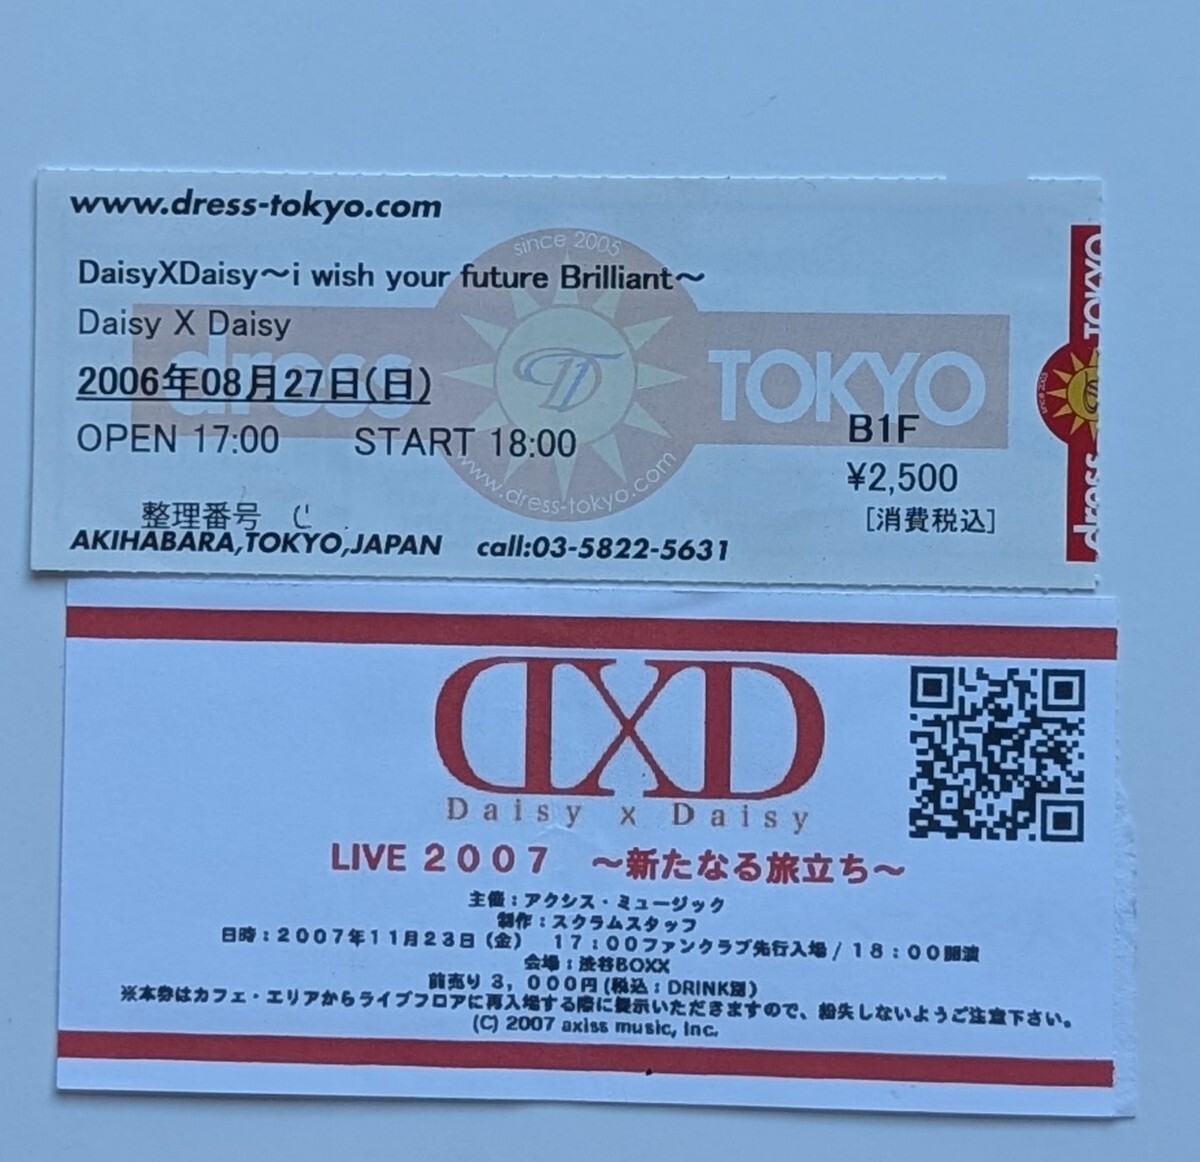 www.dress-tokyo.com
since 2005
DaisyXDaisy～i wish your future Brilliant～
Daisy X Daisy
dress TOKYO
2006年08月27日(日)
OPEN 17:00 START 18:00
B1F
¥2,500
[消費税込]
www.dress-tokyo.com
整理番号
AKIHABARA,TOKYO,JAPAN call:03-5822-5631
dress TOKYO
DXD
Daisy x Daisy
LIVE ２００７ ～新たなる旅立ち～
主催：アクシス・ミュージック
制作：スクラムスタッフ
日時：２００７年１１月２３日（金） １７：００ファンクラブ先行入場/１８：００開演
会場：渋谷BOXX
前売り ３，０００円(税込：DRINK別)
※本券はカフェ・エリアからライブフロアに再入場する際に提示いただきますので、紛失しないようご注意下さい。
(C) 2007 axiss music, Inc.